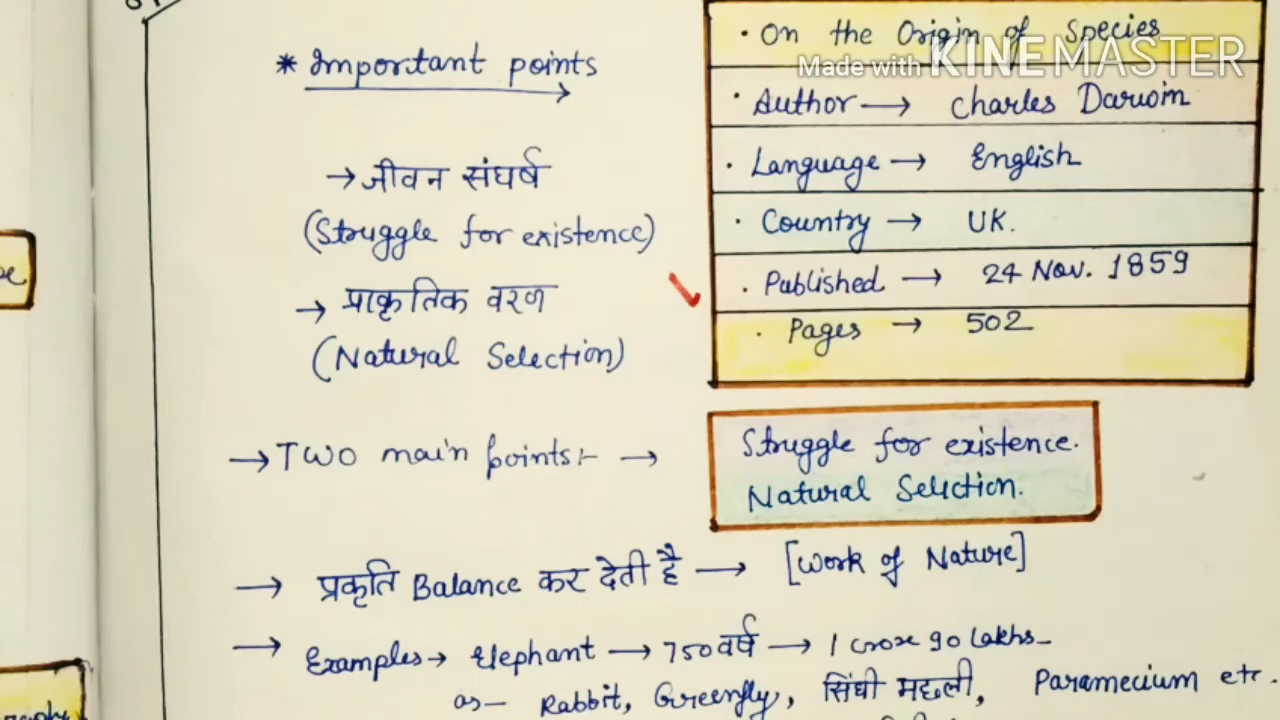 * Important points
→ जीवन संघर्ष
(Struggle for existence)
→ प्राकृतिक वरण
(Natural Selection)
• On the Origin of Species
Made with KINEMASTER
• Author → Charles Darwin
• Language → English
• Country → UK.
• Published → 24 Nov. 1859
• Pages → 502
→ Two main points:- →
Struggle for existence.
Natural Selection.
→ प्रकृति Balance कर देती है → [Work of Nature]
→ Examples → Elephant → 750 वर्ष → 1 crore 90 Lakhs-
as- Rabbit, Greenfly, सिंघी मछली, Paramecium etc.